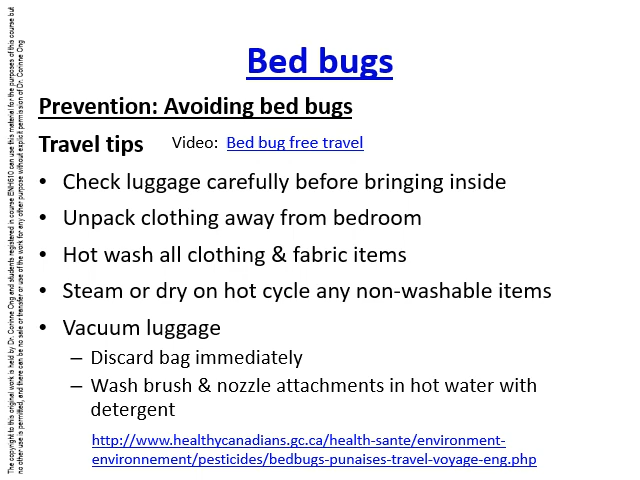 Bed bugs
Prevention: Avoiding bed bugs
Travel tips Video: Bed bug free travel
• Check luggage carefully before bringing inside
• Unpack clothing away from bedroom
• Hot wash all clothing & fabric items
• Steam or dry on hot cycle any non-washable items
• Vacuum luggage
– Discard bag immediately
– Wash brush & nozzle attachments in hot water with
detergent
http://www.healthycanadians.gc.ca/health-sante/environment-
environnement/pesticides/bedbugs-punaises-travel-voyage-eng.php
The copyright to this original work is held by Dr. Corinne Ong and students registered in course ENH610 can use this material for the purposes of this course but
no other use is permitted, and there can be no sale or transfer or use of the work for any other purpose without explicit permission of Dr. Corinne Ong